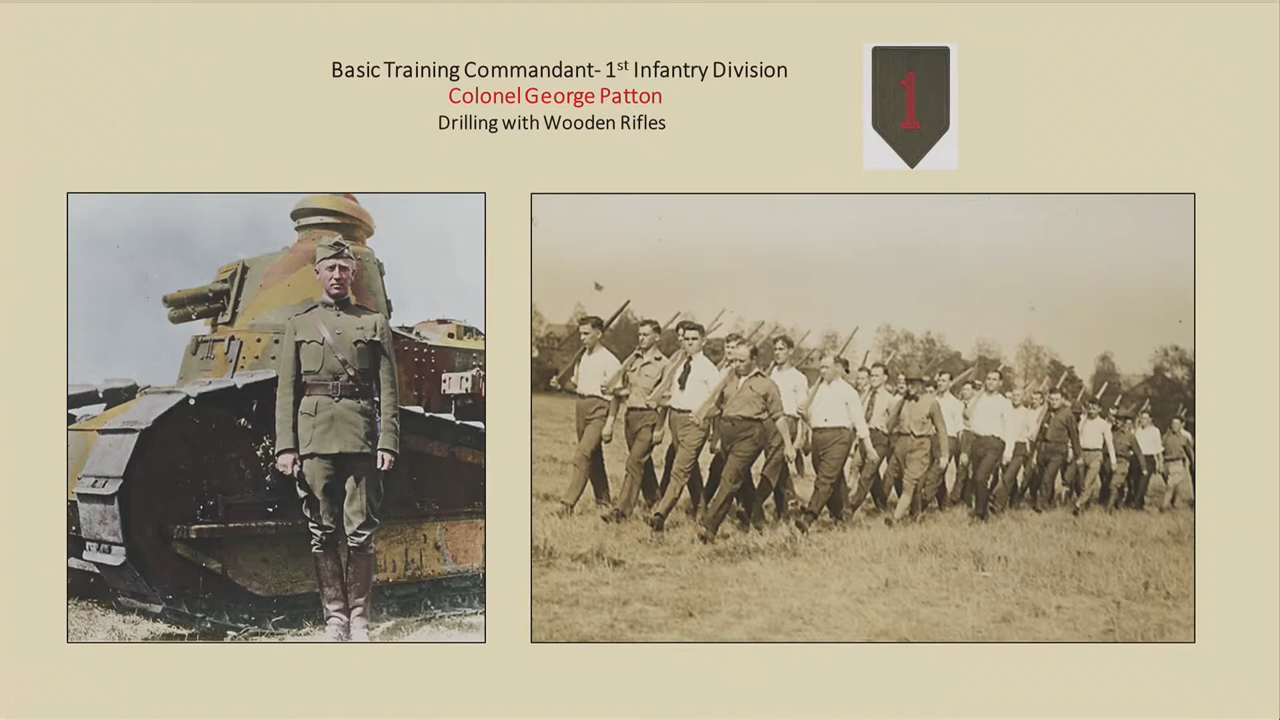 Basic Training Commandant- 1st Infantry Division
Colonel George Patton
Drilling with Wooden Rifles
1